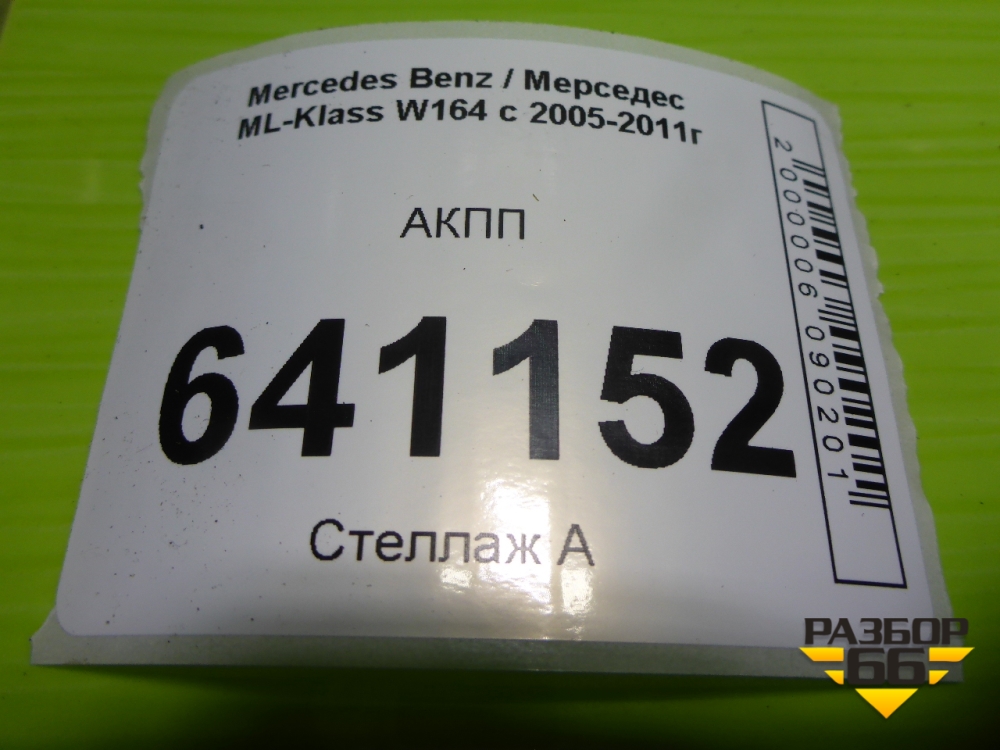 Mercedes Benz / Мерседес
ML-Klass W164 с 2005-2011г
АКПП
641152
Стеллаж А
2000006090201
РАЗБОР
66